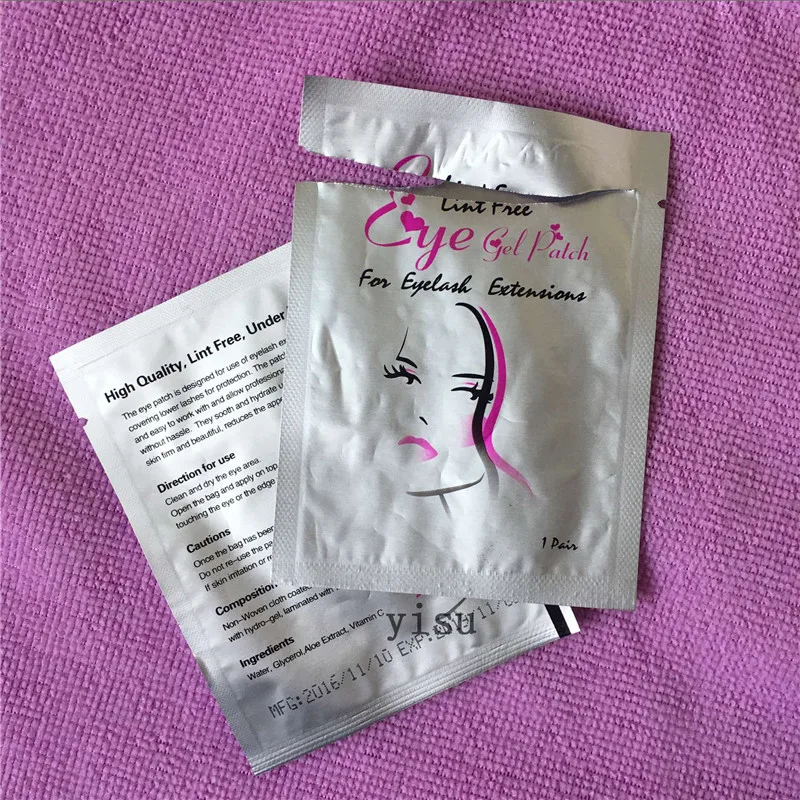 Lint Free
Eye Gel Patch
For Eyelash Extensions
1 Pair
High Quality, Lint Free, Under
The eye patch is designed for use of eyelash ex
covering lower lashes for protection. The patc
and easy to work with and allow professiona
without hassle. They sooth and hydrate u
skin firm and beautiful, reduces the appe
Direction for use
Clean and dry the eye area.
Open the bag and apply on top
touching the eye or the edge
Cautions
Once the bag has been
Do not re-use the pa
If skin irritation or r
Composition
Non-Woven cloth coated
with hydro-gel, laminated with
Ingredients
Water, Glycerol,Aloe Extract, Vitamin C
MFG:2016/11/10 EXP:
yisu